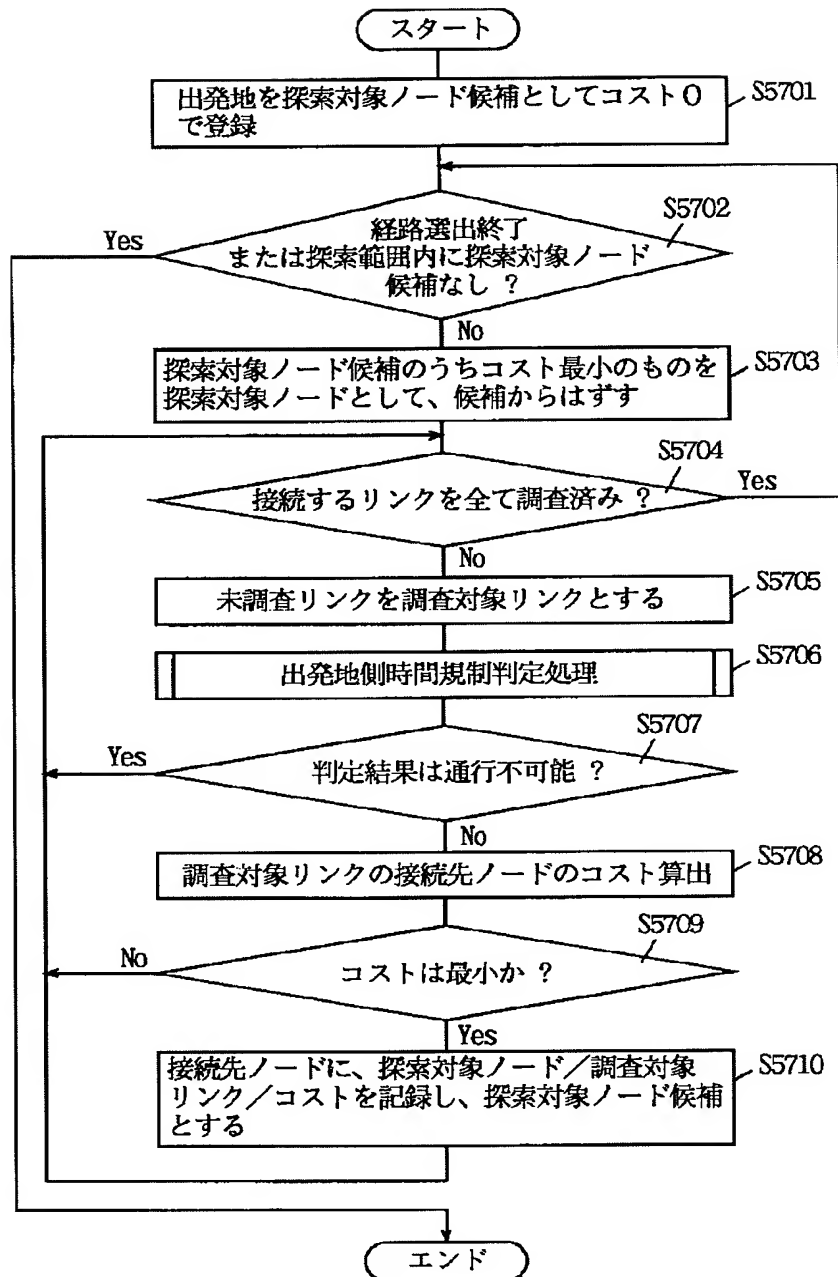 スタート
出発地を探索対象ノード候補としてコスト0
で登録
S5701
経路選出終了
または探索範囲内に探索対象ノード
候補なし ?
S5702
Yes
No
探索対象ノード候補のうちコスト最小のものを
探索対象ノードとして、候補からはずす
S5703
接続するリンクを全て調査済み ?
S5704
Yes
No
未調査リンクを調査対象リンクとする
S5705
出発地側時間規制判定処理
S5706
判定結果は通行不可能 ?
S5707
Yes
No
調査対象リンクの接続先ノードのコスト算出
S5708
コストは最小か ?
S5709
No
Yes
接続先ノードに、探索対象ノード/調査対象
リンク/コストを記録し、探索対象ノード候補
とする
S5710
エンド